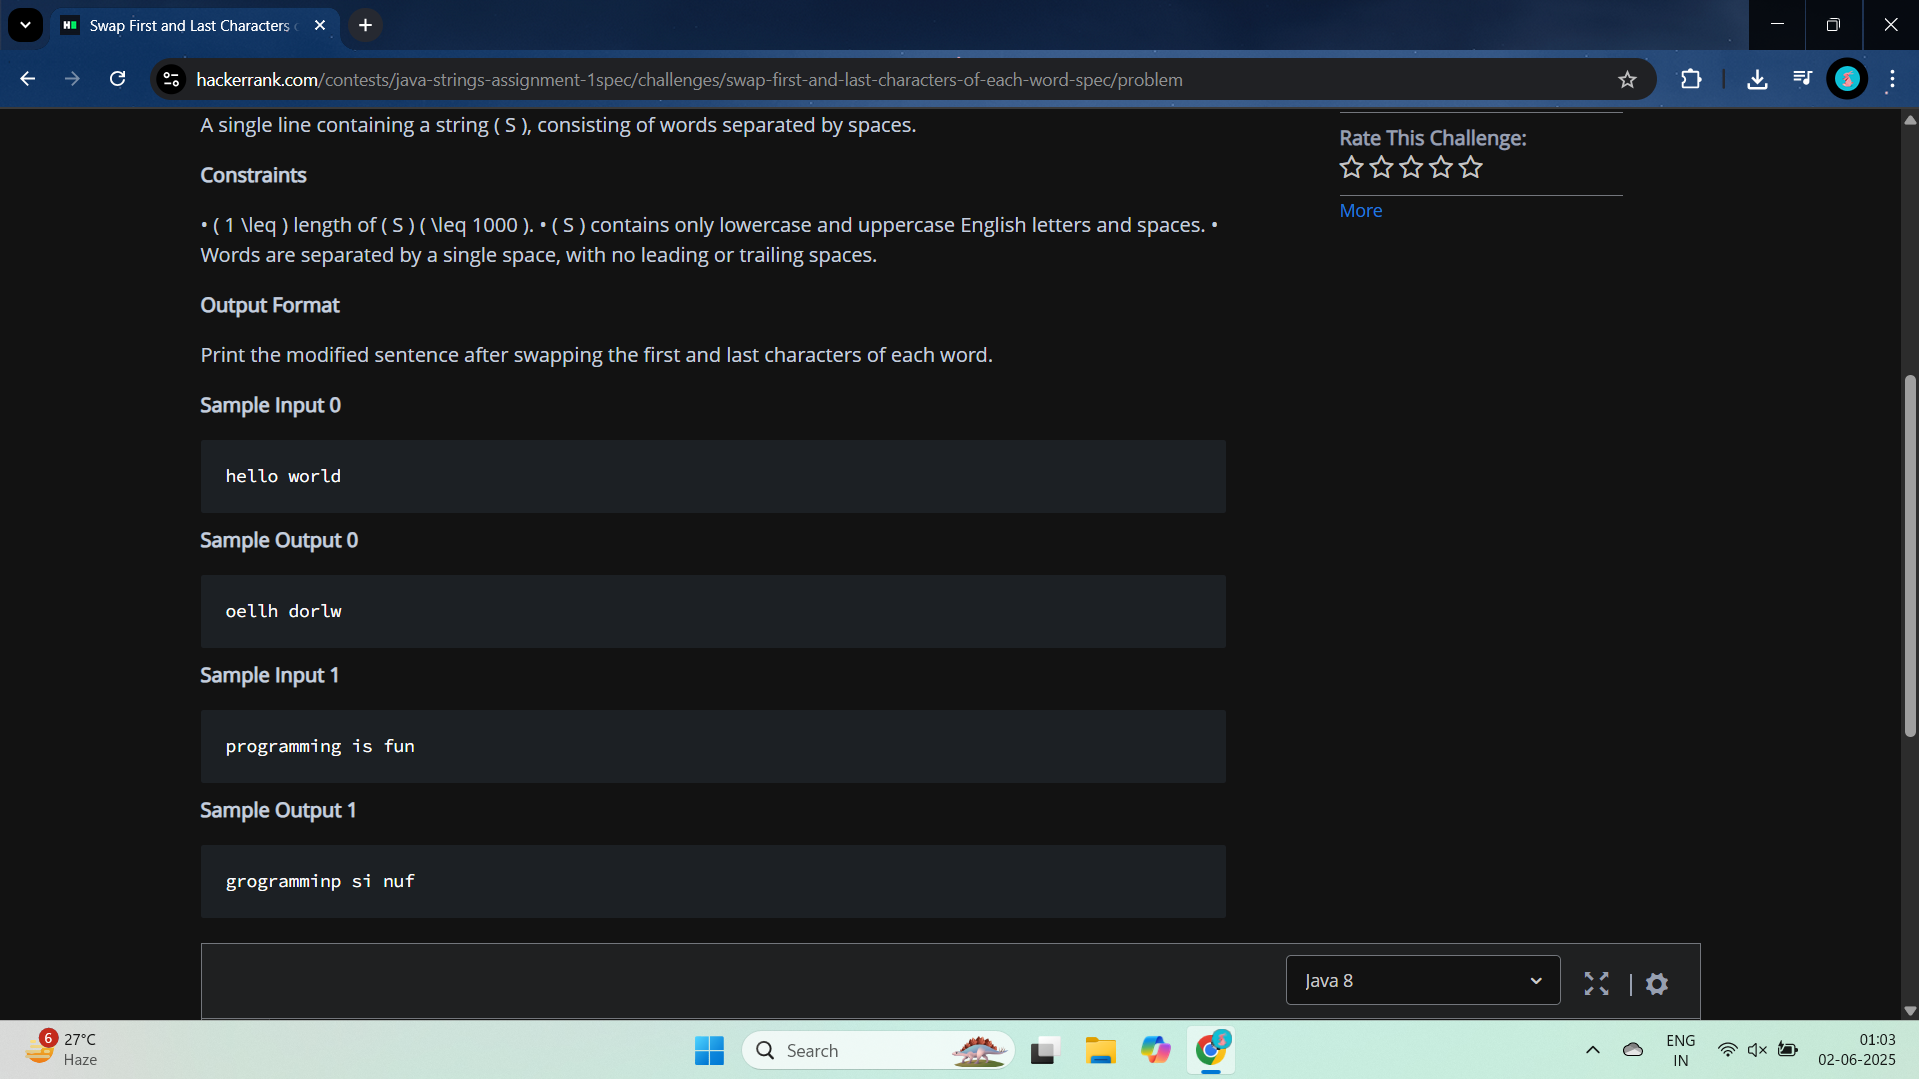 Swap First and Last Characters
hackerrank.com/contests/java-strings-assignment-1spec/challenges/swap-first-and-last-characters-of-each-word-spec/problem
A single line containing a string ( S ), consisting of words separated by spaces.
Constraints
• ( 1 \leq ) length of ( S ) ( \leq 1000 ). • ( S ) contains only lowercase and uppercase English letters and spaces. •
Words are separated by a single space, with no leading or trailing spaces.
Output Format
Print the modified sentence after swapping the first and last characters of each word.
Sample Input 0
hello world
Sample Output 0
oellh dorlw
Sample Input 1
programming is fun
Sample Output 1
grogramminp si nuf
Rate This Challenge:
More
Java 8
6
27°C
Haze
Search
ENG
IN
01:03
02-06-2025